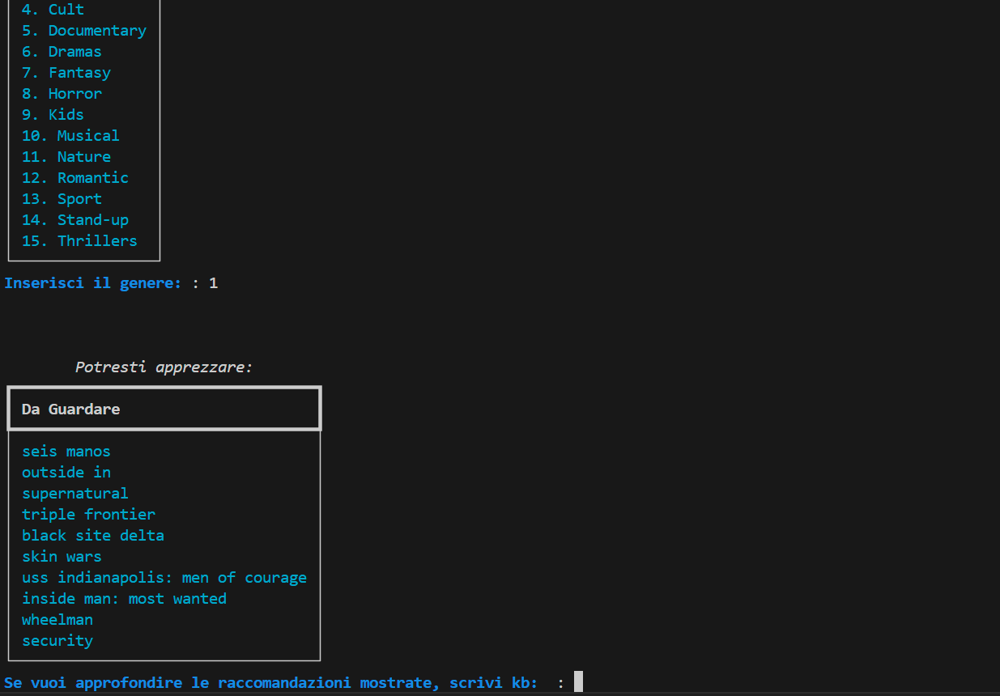 4. Cult
5. Documentary
6. Dramas
7. Fantasy
8. Horror
9. Kids
10. Musical
11. Nature
12. Romantic
13. Sport
14. Stand-up
15. Thrillers
Inserisci il genere: : 1
Potresti apprezzare:
Da Guardare
seis manos
outside in
supernatural
triple frontier
black site delta
skin wars
uss indianapolis: men of courage
inside man: most wanted
wheelman
security
Se vuoi approfondire le raccomandazioni mostrate, scrivi kb:  :